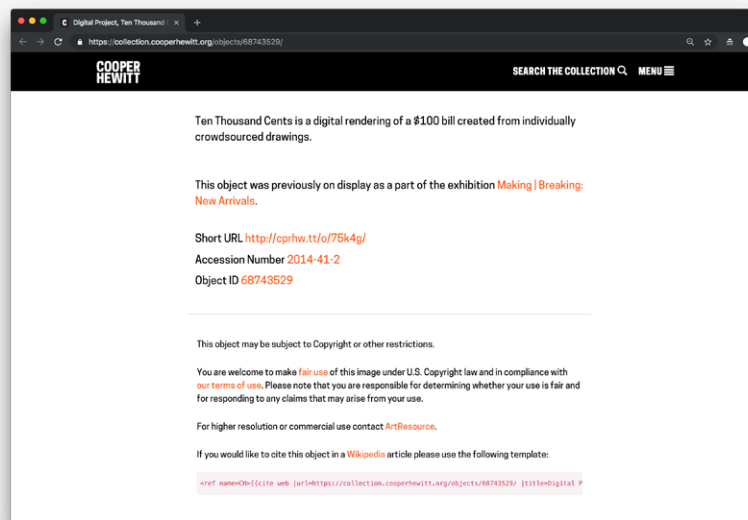 Digital Project, Ten Thousand
https://collection.cooperhewitt.org/objects/68743529/
COOPER
HEWITT
SEARCH THE COLLECTION
MENU
Ten Thousand Cents is a digital rendering of a $100 bill created from individually
crowdsourced drawings.
This object was previously on display as a part of the exhibition Making | Breaking:
New Arrivals.
Short URL http://cprhw.tt/o/75k4g/
Accession Number 2014-41-2
Object ID 68743529
This object may be subject to Copyright or other restrictions.
You are welcome to make fair use of this image under U.S. Copyright law and in compliance with
our terms of use. Please note that you are responsible for determining whether your use is fair and
for responding to any claims that may arise from your use.
For higher resolution or commercial use contact ArtResource.
If you would like to cite this object in a Wikipedia article please use the following template:
<ref name=CH>{{cite web |url=https://collection.cooperhewitt.org/objects/68743529/ |title=Digital P